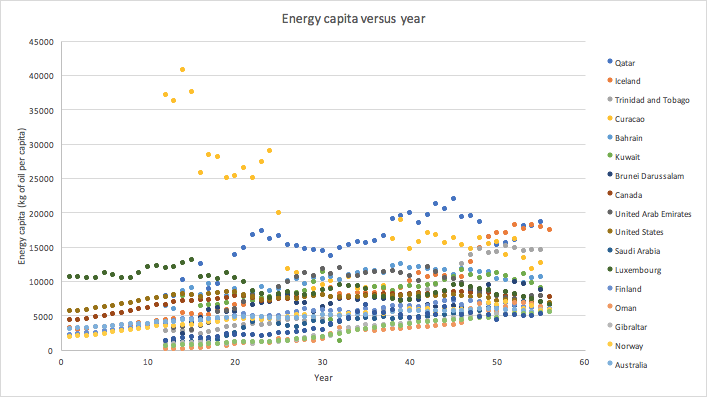 Energy capita versus year
45000
40000
35000
30000
25000
20000
15000
10000
5000
0
Energy capita (kg of oil per capita)
0 10 20 30 40 50 60
Year
Qatar
Iceland
Trinidad and Tobago
Curacao
Bahrain
Kuwait
Brunei Darussalam
Canada
United Arab Emirates
United States
Saudi Arabia
Luxembourg
Finland
Oman
Gibraltar
Norway
Australia